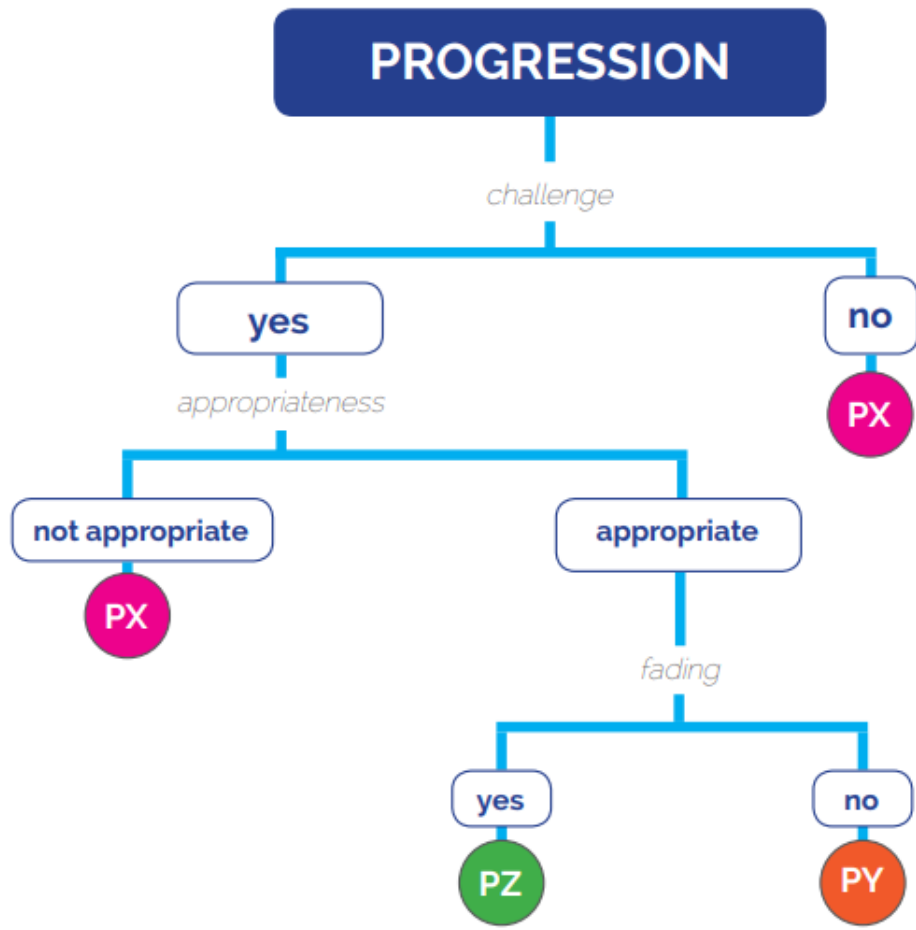 PROGRESSION
challenge
yes
no
PX
appropriateness
not appropriate
appropriate
PX
fading
yes
no
PZ
PY